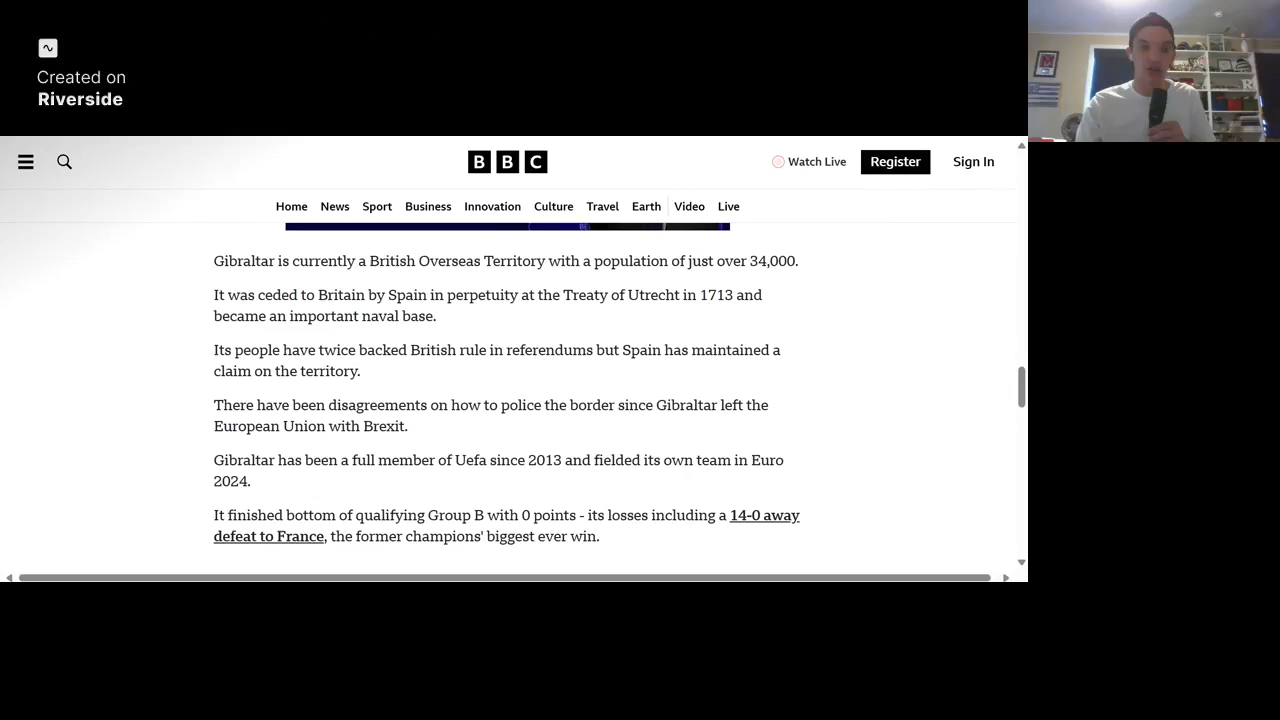 Created on
Riverside
BBC
Watch Live
Register
Sign In
Home News Sport Business Innovation Culture Travel Earth Video Live
Gibraltar is currently a British Overseas Territory with a population of just over 34,000.
It was ceded to Britain by Spain in perpetuity at the Treaty of Utrecht in 1713 and
became an important naval base.
Its people have twice backed British rule in referendums but Spain has maintained a
claim on the territory.
There have been disagreements on how to police the border since Gibraltar left the
European Union with Brexit.
Gibraltar has been a full member of Uefa since 2013 and fielded its own team in Euro
2024.
It finished bottom of qualifying Group B with 0 points - its losses including a 14-0 away
defeat to France, the former champions' biggest ever win.